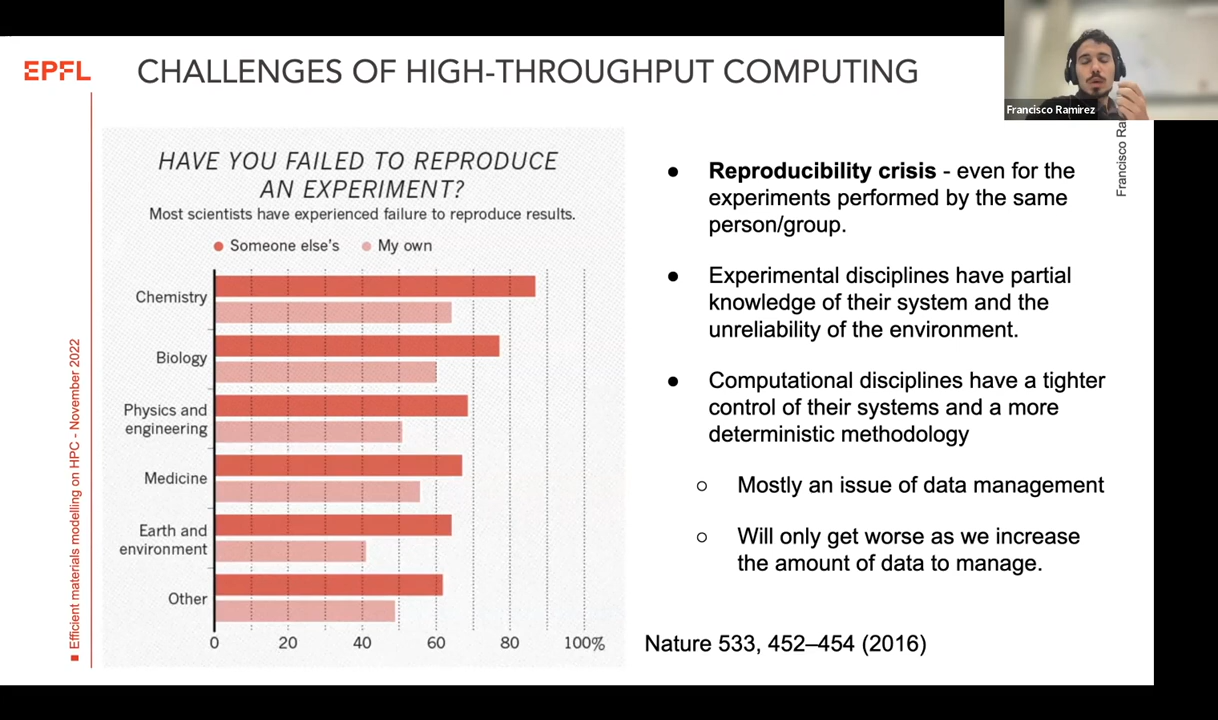 EPFL
CHALLENGES OF HIGH-THROUGHPUT COMPUTING
Francisco Ramirez
Francisco Ra
HAVE YOU FAILED TO REPRODUCE
AN EXPERIMENT?
Most scientists have experienced failure to reproduce results.
Someone else's
My own
Chemistry
Biology
Physics and
engineering
Medicine
Earth and
environment
Other
0 20 40 60 80 100%
● Reproducibility crisis - even for the
experiments performed by the same
person/group.
● Experimental disciplines have partial
knowledge of their system and the
unreliability of the environment.
● Computational disciplines have a tighter
control of their systems and a more
deterministic methodology
○ Mostly an issue of data management
○ Will only get worse as we increase
the amount of data to manage.
Nature 533, 452–454 (2016)
Efficient materials modelling on HPC - November 2022